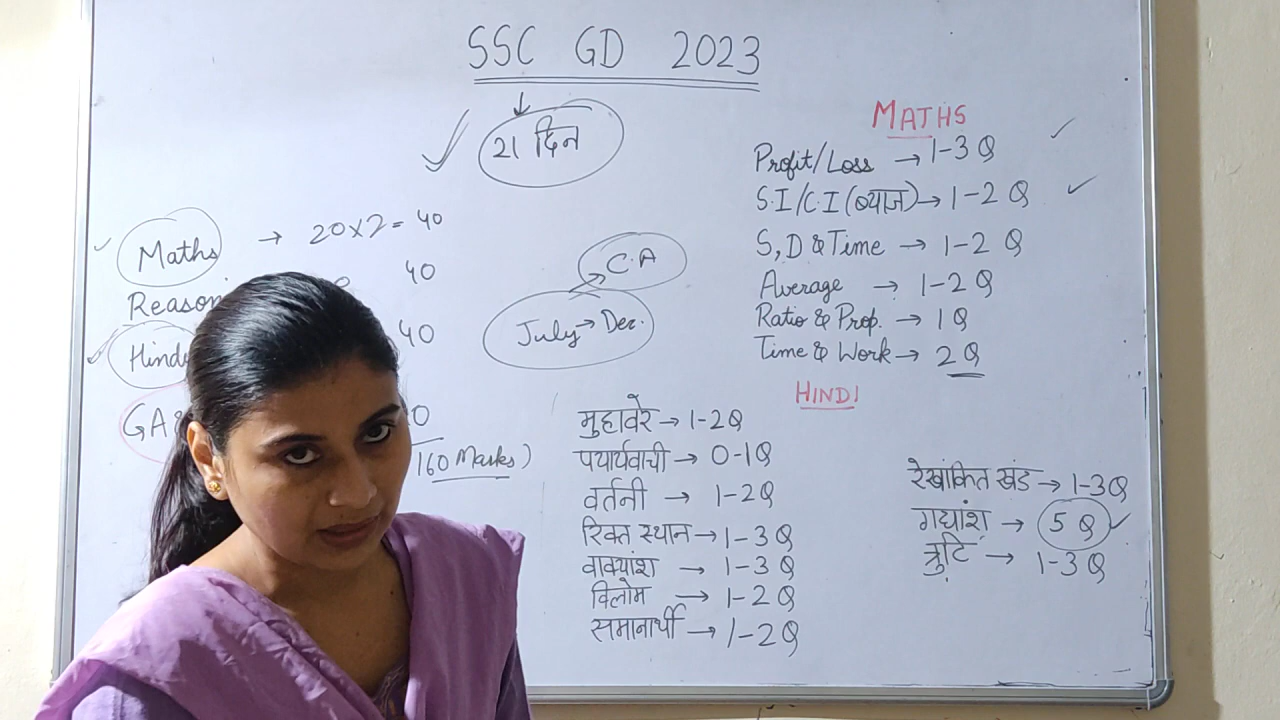 SSC GD 2023
21 दिन
Maths → 20×2 = 40
Reason 40
Hind 40
GA 0
160 Marks)
C.A
July → Dec.
MATHS
Profit/Loss → 1-3 Q
S.I/C.I (ब्याज) → 1-2 Q
S, D & Time → 1-2 Q
Average → 1-2 Q
Ratio & Prop. → 1 Q
Time & Work → 2 Q
HINDI
मुहावरे → 1-2 Q
पर्यायवाची → 0-1 Q
वर्तनी → 1-2 Q
रिक्त स्थान → 1-3 Q
वाक्यांश → 1-3 Q
विलोम → 1-2 Q
समानार्थी → 1-2 Q
रेखांकित खंड → 1-3 Q
गद्यांश → 5 Q
त्रुटि → 1-3 Q